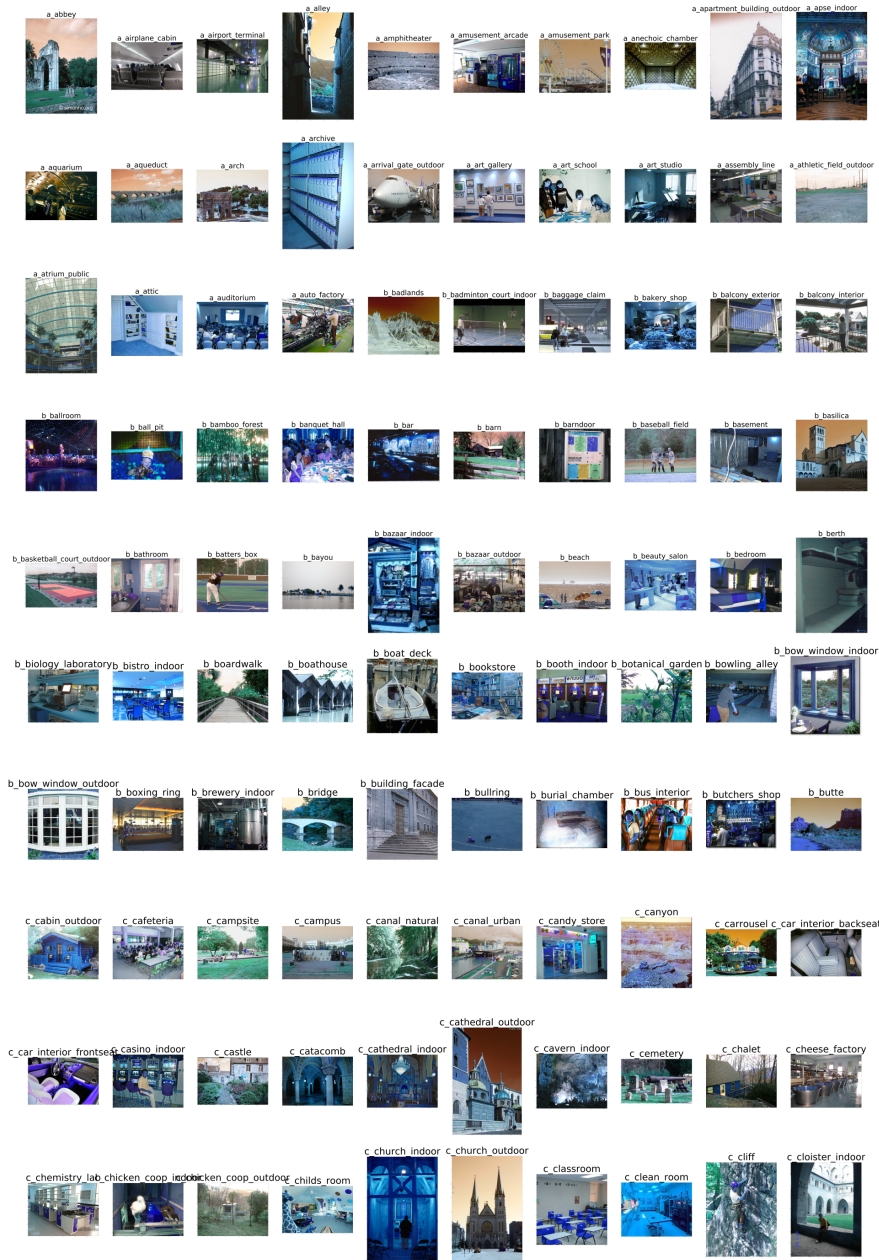 a_abbey
a_airplane_cabin
a_airport_terminal
a_alley
a_amphitheater
a_amusement_arcade
a_amusement_park
a_anechoic_chamber
a_apartment_building_outdoor
a_apse_indoor
© simonho.org
a_aquarium
a_aqueduct
a_arch
a_archive
a_arrival_gate_outdoor
a_art_gallery
a_art_school
a_art_studio
a_assembly_line
a_athletic_field_outdoor
a_atrium_public
a_attic
a_auditorium
a_auto_factory
b_badlands
b_badminton_court_indoor
b_baggage_claim
b_bakery_shop
b_balcony_exterior
b_balcony_interior
b_ballroom
b_ball_pit
b_bamboo_forest
b_banquet_hall
b_bar
b_barn
b_barndoor
b_baseball_field
b_basement
b_basilica
b_basketball_court_outdoor
b_bathroom
b_batters_box
b_bayou
b_bazaar_indoor
b_bazaar_outdoor
b_beach
b_beauty_salon
b_bedroom
b_berth
b_biology_laboratory
b_bistro_indoor
b_boardwalk
b_boathouse
b_boat_deck
b_bookstore
b_booth_indoor
b_botanical_garden
b_bowling_alley
b_bow_window_indoor
b_bow_window_outdoor
b_boxing_ring
b_brewery_indoor
b_bridge
b_building_facade
b_bullring
b_burial_chamber
b_bus_interior
b_butchers_shop
b_butte
c_cabin_outdoor
c_cafeteria
c_campsite
c_campus
c_canal_natural
c_canal_urban
c_candy_store
c_canyon
c_carrousel
c_car_interior_backseat
c_car_interior_frontseat
c_casino_indoor
c_castle
c_catacomb
c_cathedral_indoor
c_cathedral_outdoor
c_cavern_indoor
c_cemetery
c_chalet
c_cheese_factory
c_chemistry_lab
c_chicken_coop_indoor
c_chicken_coop_outdoor
c_childs_room
c_church_indoor
c_church_outdoor
c_classroom
c_clean_room
c_cliff
c_cloister_indoor